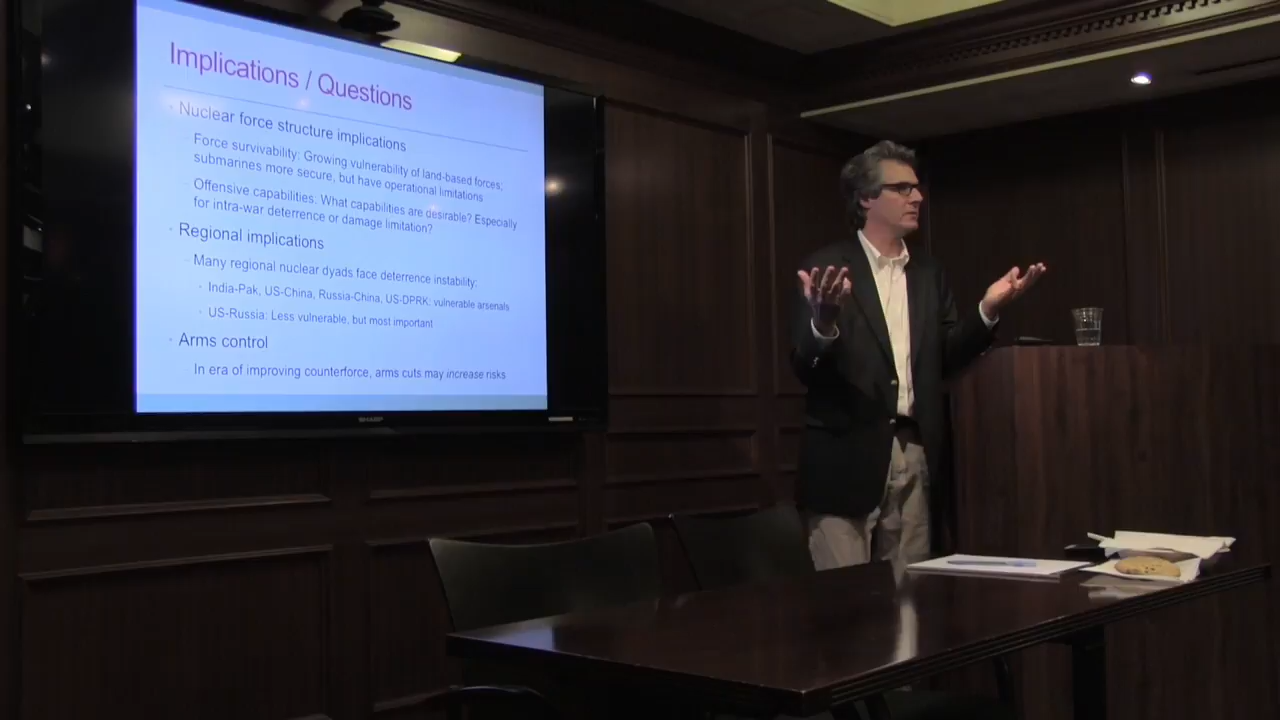 Implications / Questions
Nuclear force structure implications
Force survivability: Growing vulnerability of land-based forces;
submarines more secure, but have operational limitations
Offensive capabilities: What capabilities are desirable? Especially
for intra-war deterrence or damage limitation?
Regional implications
Many regional nuclear dyads face deterrence instability:
India-Pak, US-China, Russia-China, US-DPRK: vulnerable arsenals
US-Russia: Less vulnerable, but most important
Arms control
In era of improving counterforce, arms cuts may increase risks
SHARP